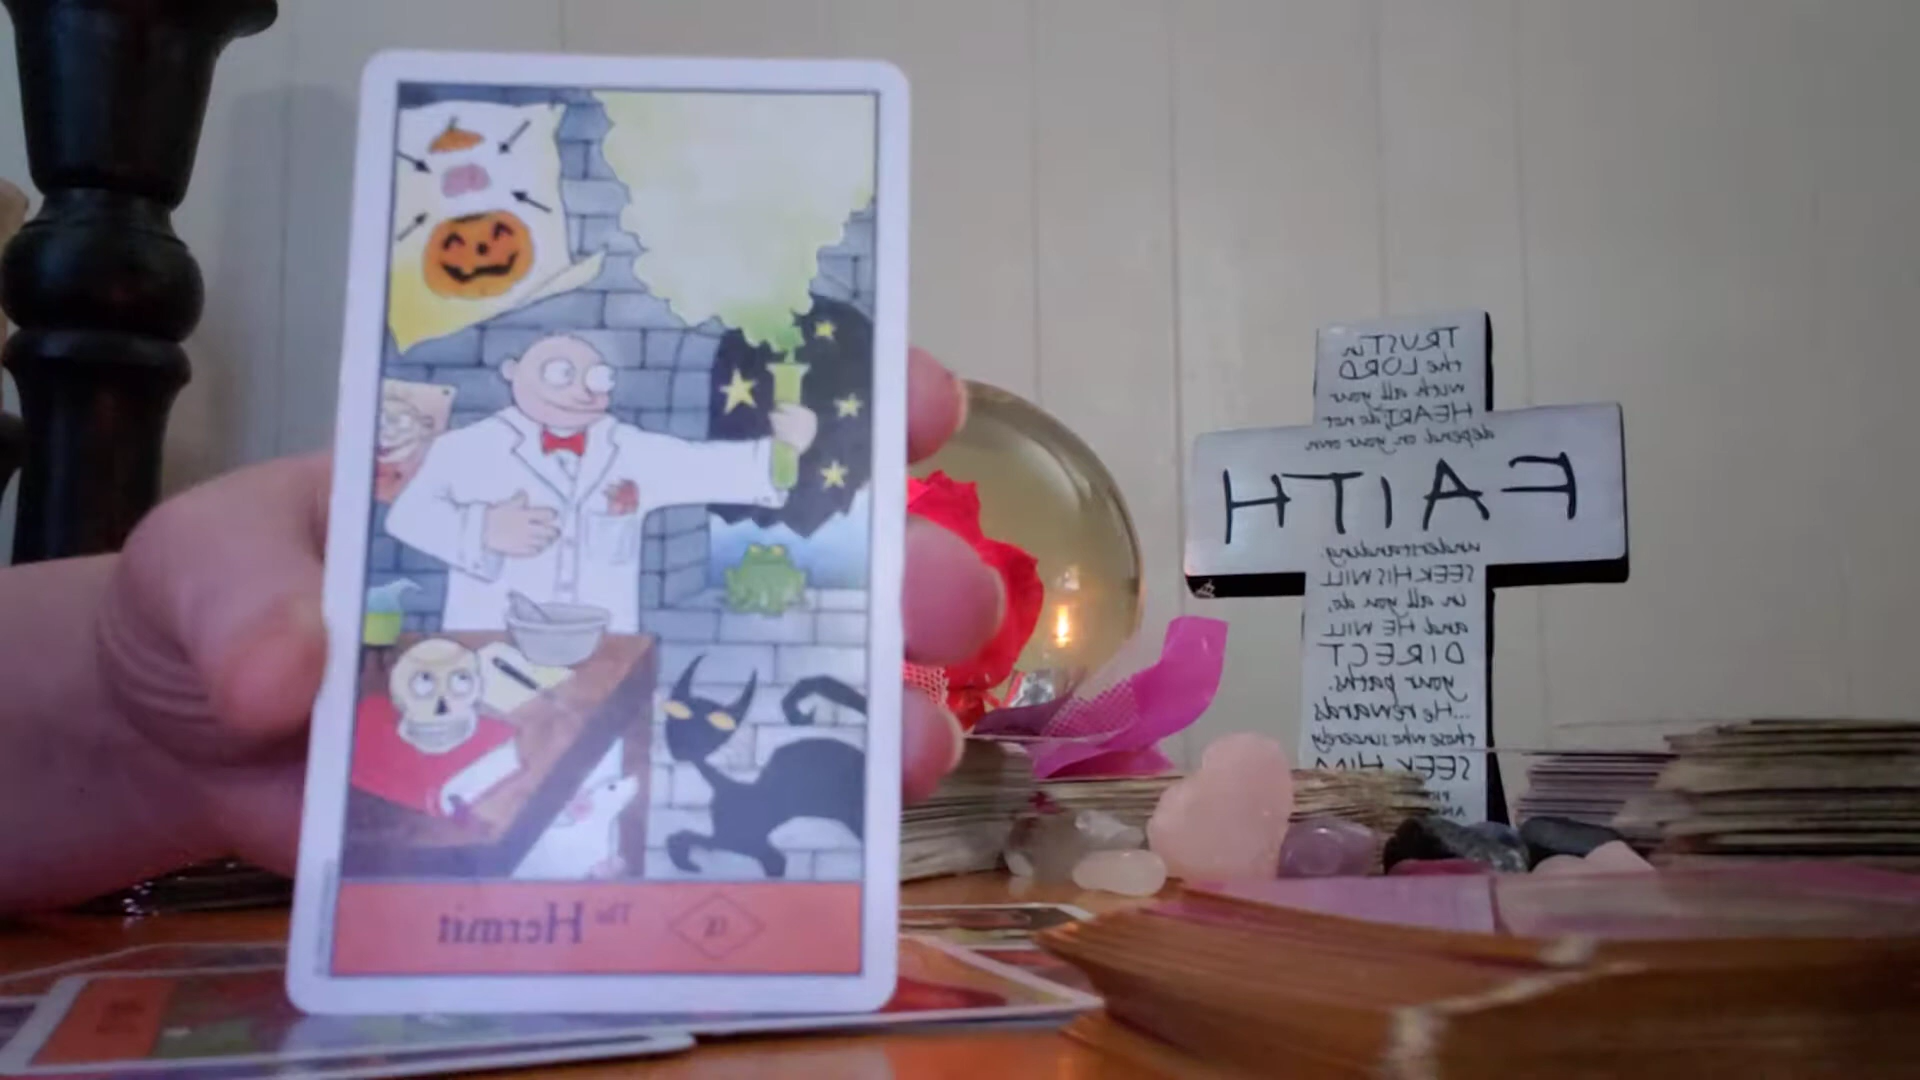 The Hermit
IX
TRUST in
the LORD
with all your
HEART; do not
depend on your own
FAITH
understanding.
SEEK HIS WILL
in all you do,
and HE WILL
DIRECT
your paths.
...He rewards
those who sincerely
SEEK HIM